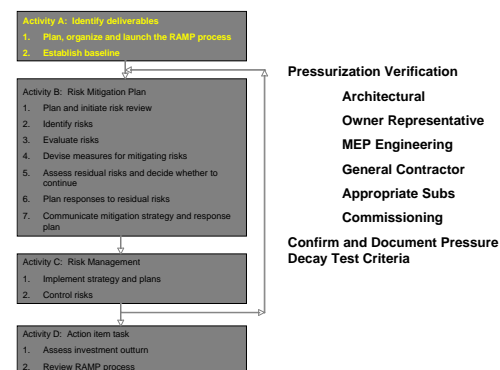 Activity A: Identify deliverables
1. Plan, organize and launch the RAMP process
2. Establish baseline
Activity B: Risk Mitigation Plan
1. Plan and initiate risk review
2. Identify risks
3. Evaluate risks
4. Devise measures for mitigating risks
5. Assess residual risks and decide whether to
continue
6. Plan responses to residual risks
7. Communicate mitigation strategy and response
plan
Activity C: Risk Management
1. Implement strategy and plans
2. Control risks
Activity D: Action item task
1. Assess investment outturn
2. Review RAMP process
Pressurization Verification
Architectural
Owner Representative
MEP Engineering
General Contractor
Appropriate Subs
Commissioning
Confirm and Document Pressure
Decay Test Criteria